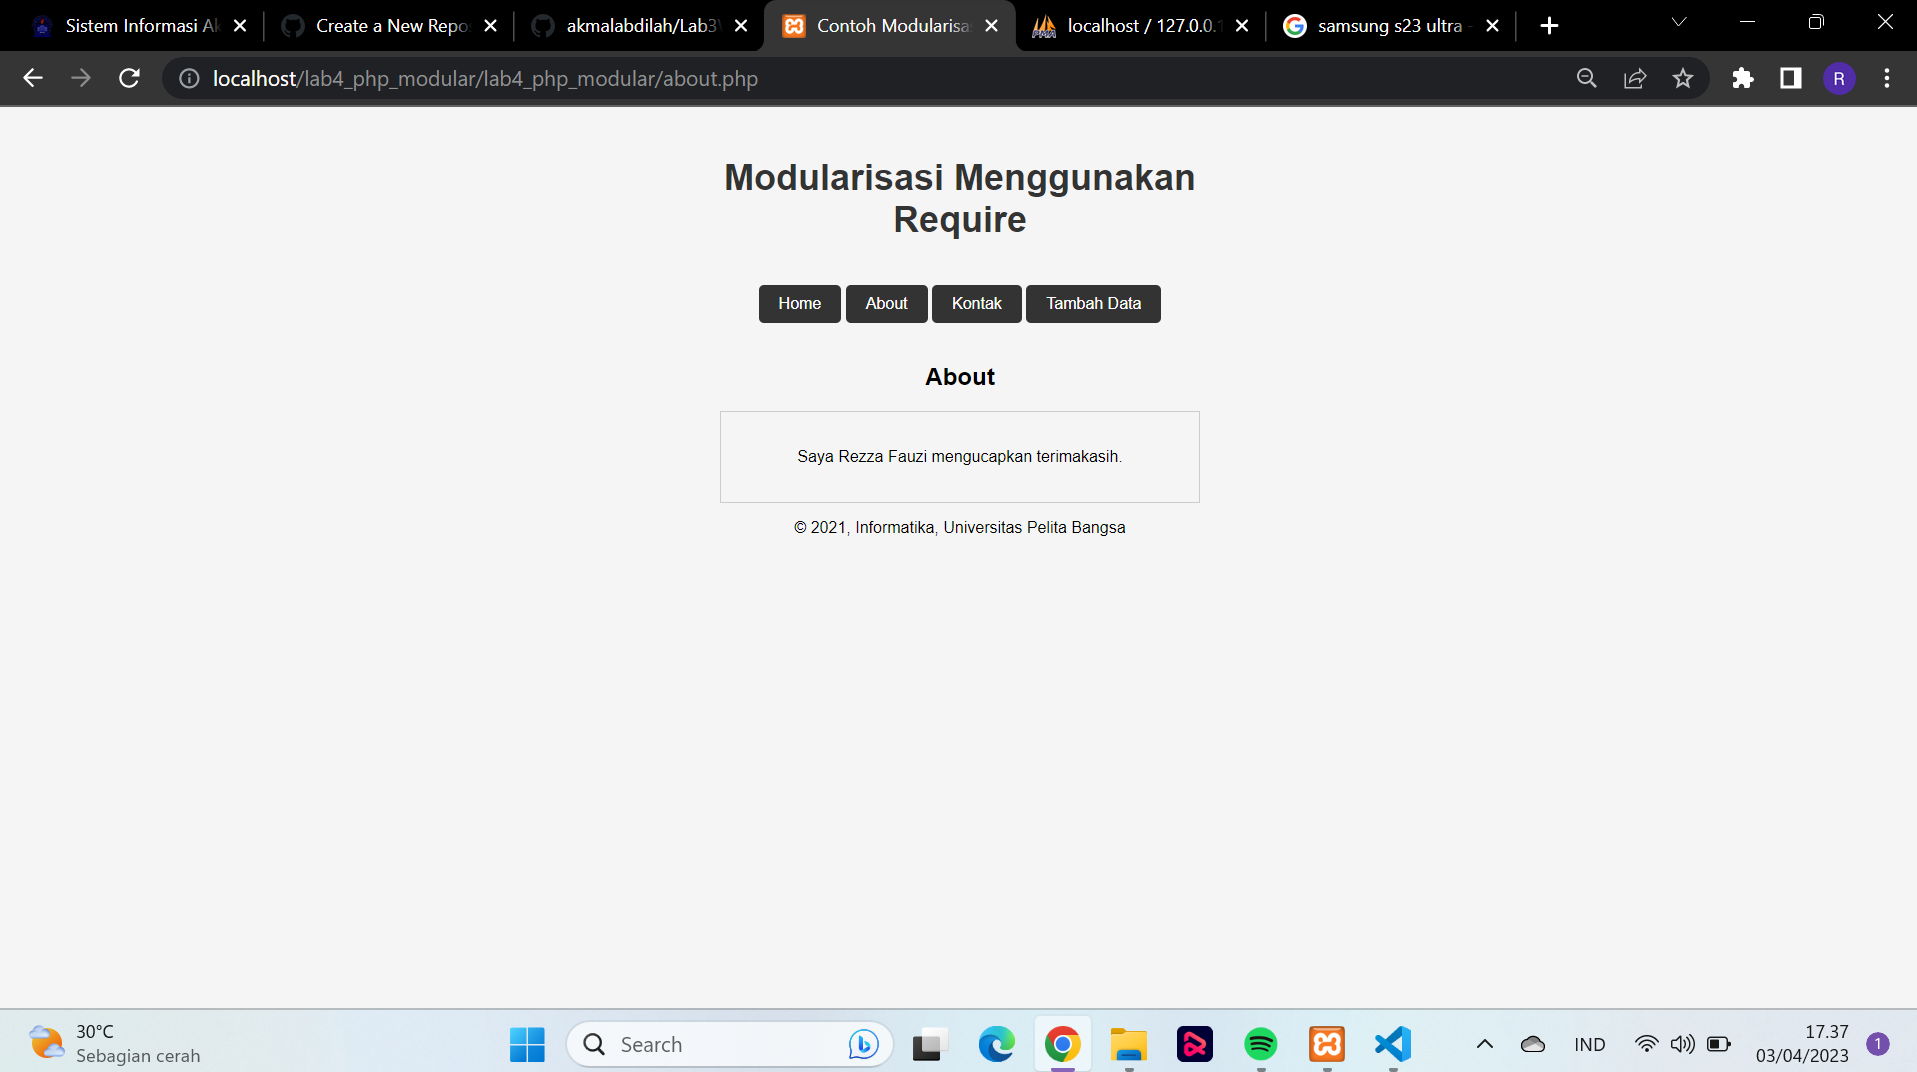 Sistem Informasi Ak
Create a New Repo
akmalabdilah/Lab3
Contoh Modularisa
localhost / 127.0.0.1
samsung s23 ultra -
localhost/lab4_php_modular/lab4_php_modular/about.php
R
Modularisasi Menggunakan
Require
Home About Kontak Tambah Data
About
Saya Rezza Fauzi mengucapkan terimakasih.
© 2021, Informatika, Universitas Pelita Bangsa
30°C
Sebagian cerah
Search
IND
17.37
03/04/2023
1